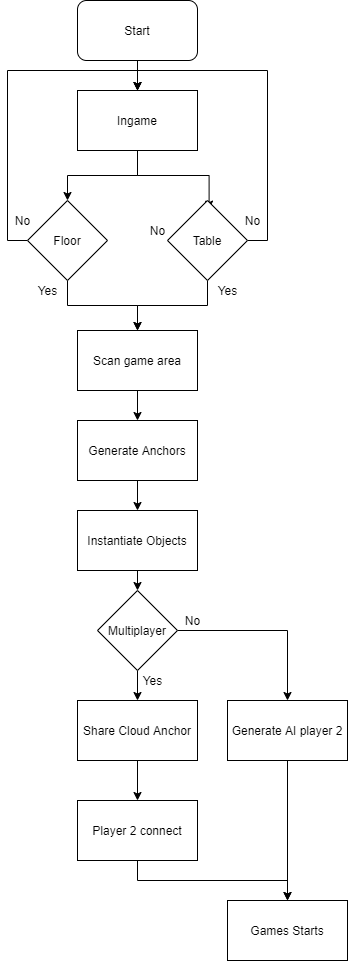 Start
Ingame
No
Floor
No
Table
No
Yes
Yes
Scan game area
Generate Anchors
Instantiate Objects
Multiplayer
No
Yes
Share Cloud Anchor
Generate AI player 2
Player 2 connect
Games Starts